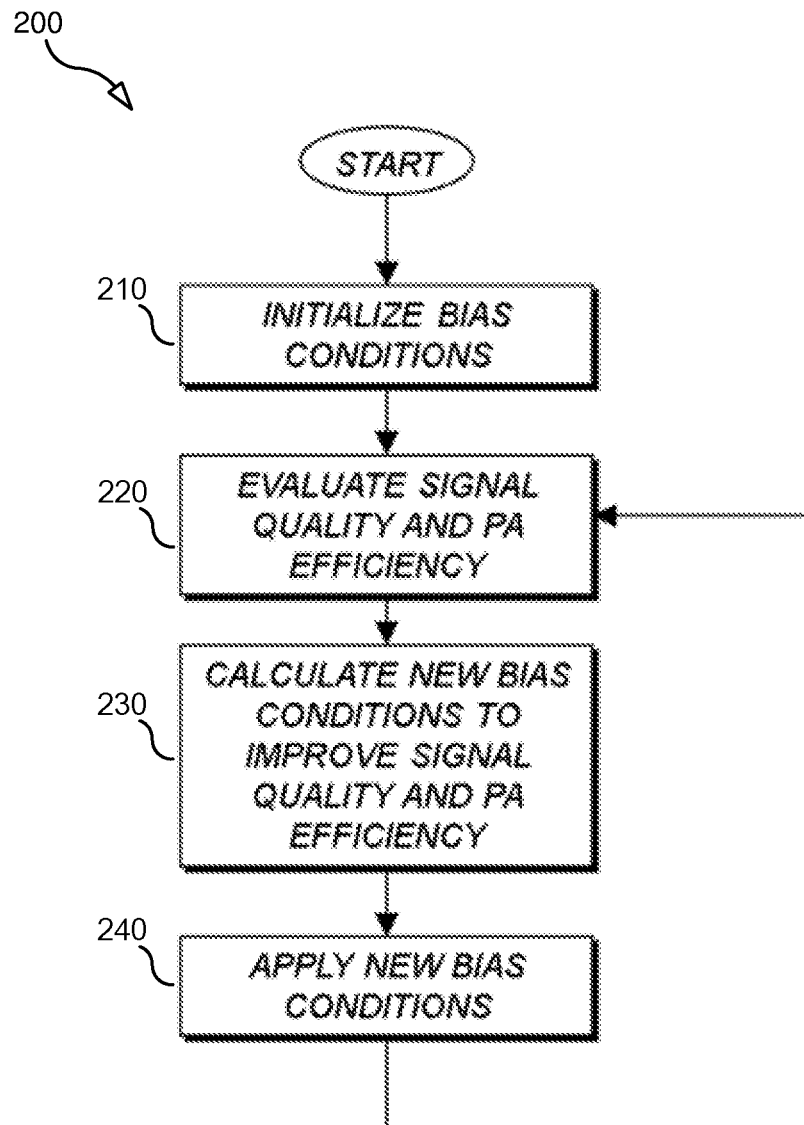 200
START
210
INITIALIZE BIAS
CONDITIONS
220
EVALUATE SIGNAL
QUALITY AND PA
EFFICIENCY
230
CALCULATE NEW BIAS
CONDITIONS TO
IMPROVE SIGNAL
QUALITY AND PA
EFFICIENCY
240
APPLY NEW BIAS
CONDITIONS